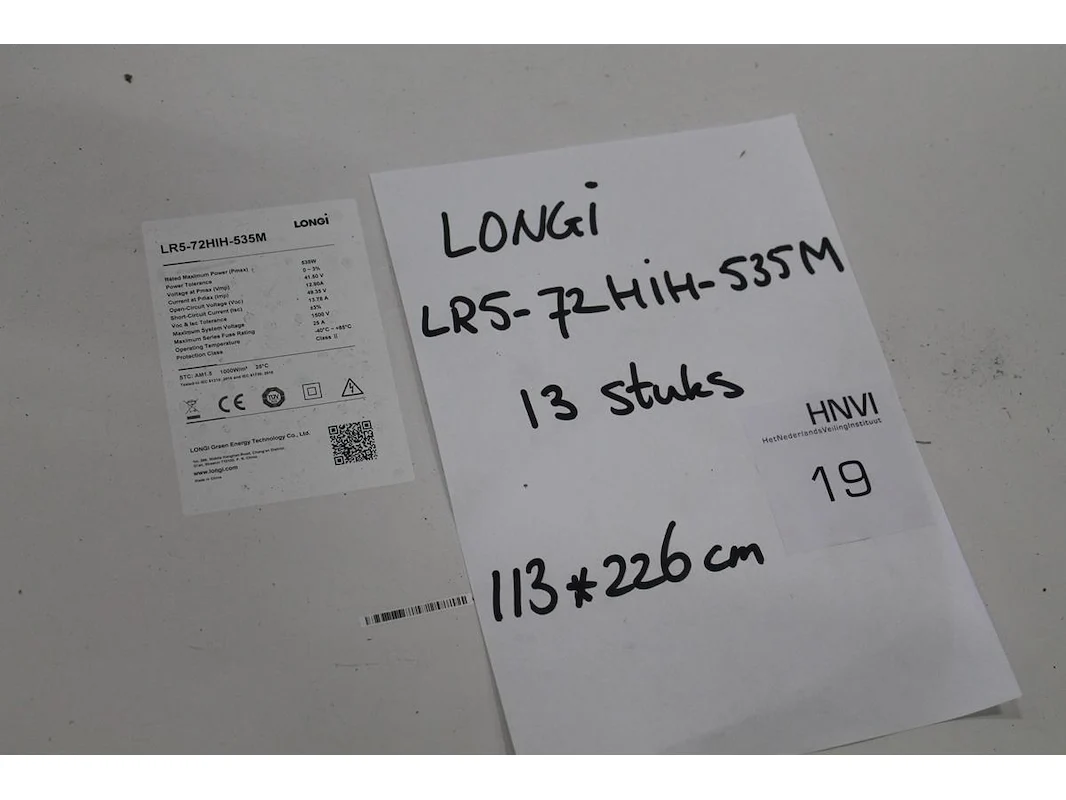 LONGi
LR5-72HIH-535M
Rated Maximum Power (Pmax) 535W
Power Tolerance 0 ~ 3%
Voltage at Pmax (Vmp) 41.50 V
Current at Pmax (Imp) 12.90A
Open-Circuit Voltage (Voc) 49.35 V
Short-Circuit Current (Isc) 13.78 A
Voc & Isc Tolerance ±3%
Maximum System Voltage 1500 V
Maximum Series Fuse Rating 25 A
Operating Temperature -40°C ~ +85°C
Protection Class Class II
STC: AM1.5 1000W/m² 25°C
CE
LONGi Green Energy Technology Co., Ltd.
www.longi.com
Made in China
LONGi
LR5-72HiH-535M
13 stuks
HNVI
HetNederlandsVeilingInstituut
19
113*226 cm